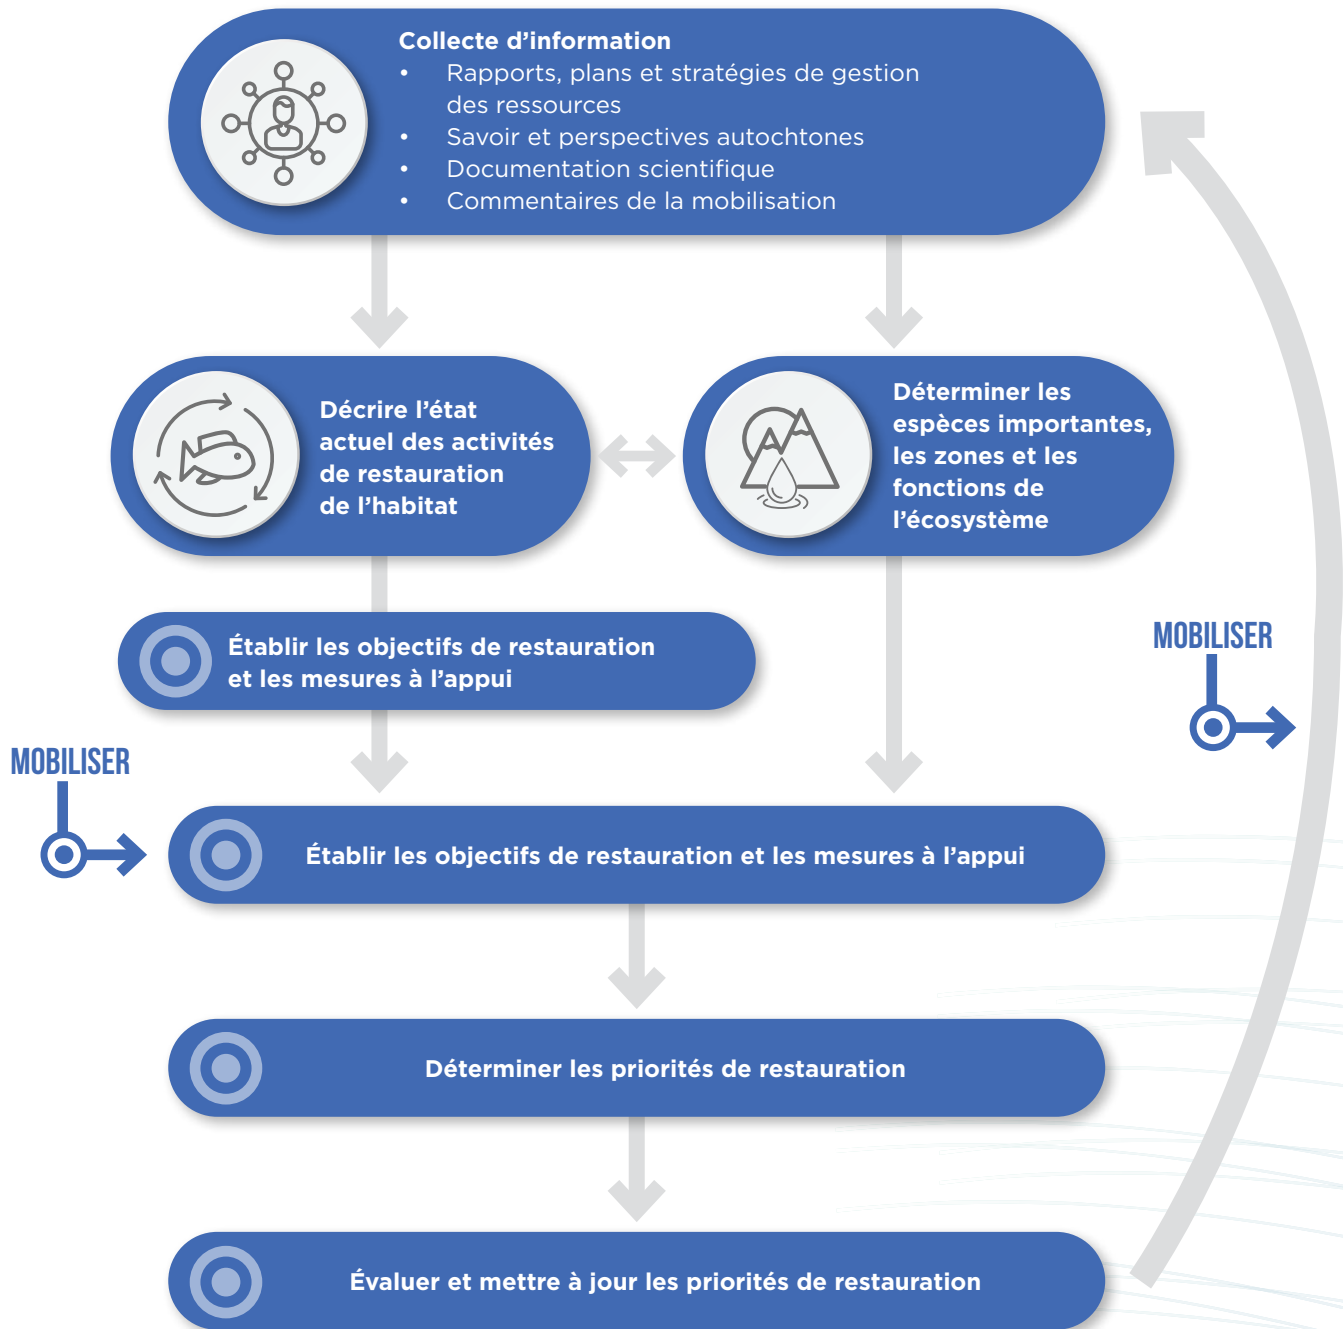 Collecte d’information
• Rapports, plans et stratégies de gestion
des ressources
• Savoir et perspectives autochtones
• Documentation scientifique
• Commentaires de la mobilisation
Décrire l’état
actuel des activités
de restauration
de l’habitat
Déterminer les
espèces importantes,
les zones et les
fonctions de
l’écosystème
Établir les objectifs de restauration
et les mesures à l’appui
MOBILISER
MOBILISER
Établir les objectifs de restauration et les mesures à l’appui
Déterminer les priorités de restauration
Évaluer et mettre à jour les priorités de restauration